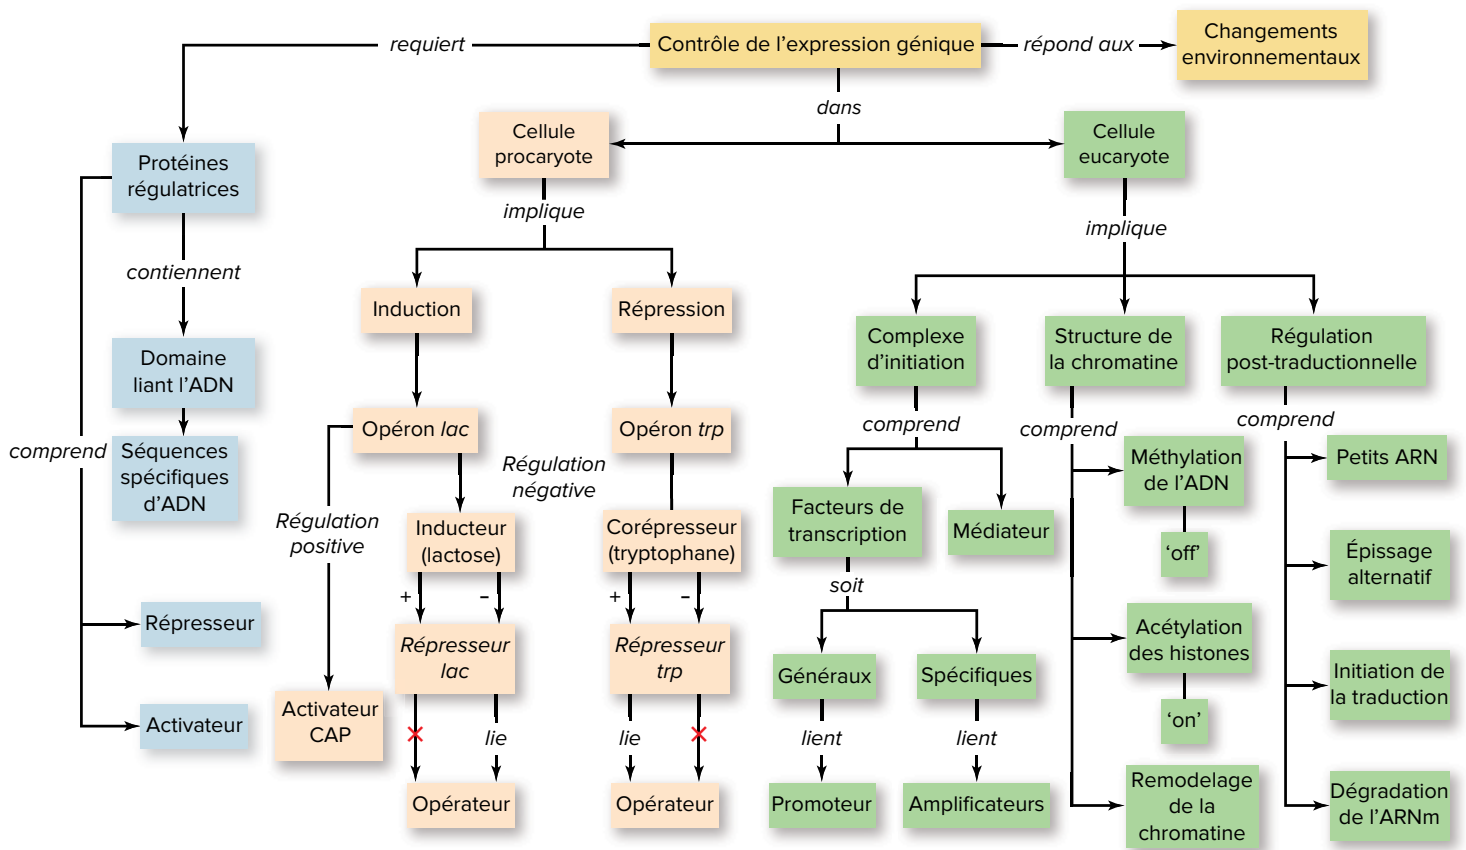 requiert
Contrôle de l'expression génique
répond aux
Changements
environnementaux
dans
Cellule
procaryote
Cellule
eucaryote
Protéines
régulatrices
implique
implique
contiennent
Induction
Répression
Complexe
d'initiation
Structure de
la chromatine
Régulation
post-traductionnelle
Domaine
liant l'ADN
Opéron lac
Opéron trp
comprend
comprend
comprend
comprend
Séquences
spécifiques
d'ADN
Régulation
négative
Méthylation
de l'ADN
Petits ARN
Régulation
positive
Inducteur
(lactose)
Corépresseur
(tryptophane)
Facteurs de
transcription
Médiateur
'off'
Épissage
alternatif
+
-
+
-
soit
Répresseur
Répresseur
lac
Répresseur
trp
Généraux
Spécifiques
Acétylation
des histones
Initiation de
la traduction
Activateur
Activateur
CAP
lie
lie
lient
lient
'on'
Opérateur
Opérateur
Promoteur
Amplificateurs
Remodelage
de la
chromatine
Dégradation
de l'ARNm